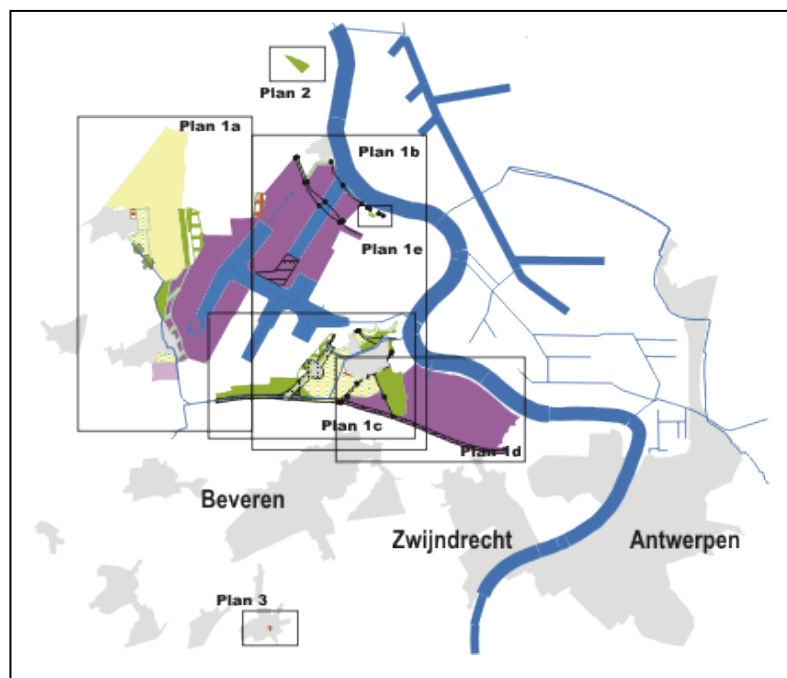 Plan 2
Plan 1a
Plan 1b
Plan 1e
Plan 1c
Plan 1d
Beveren
Zwijndrecht
Antwerpen
Plan 3